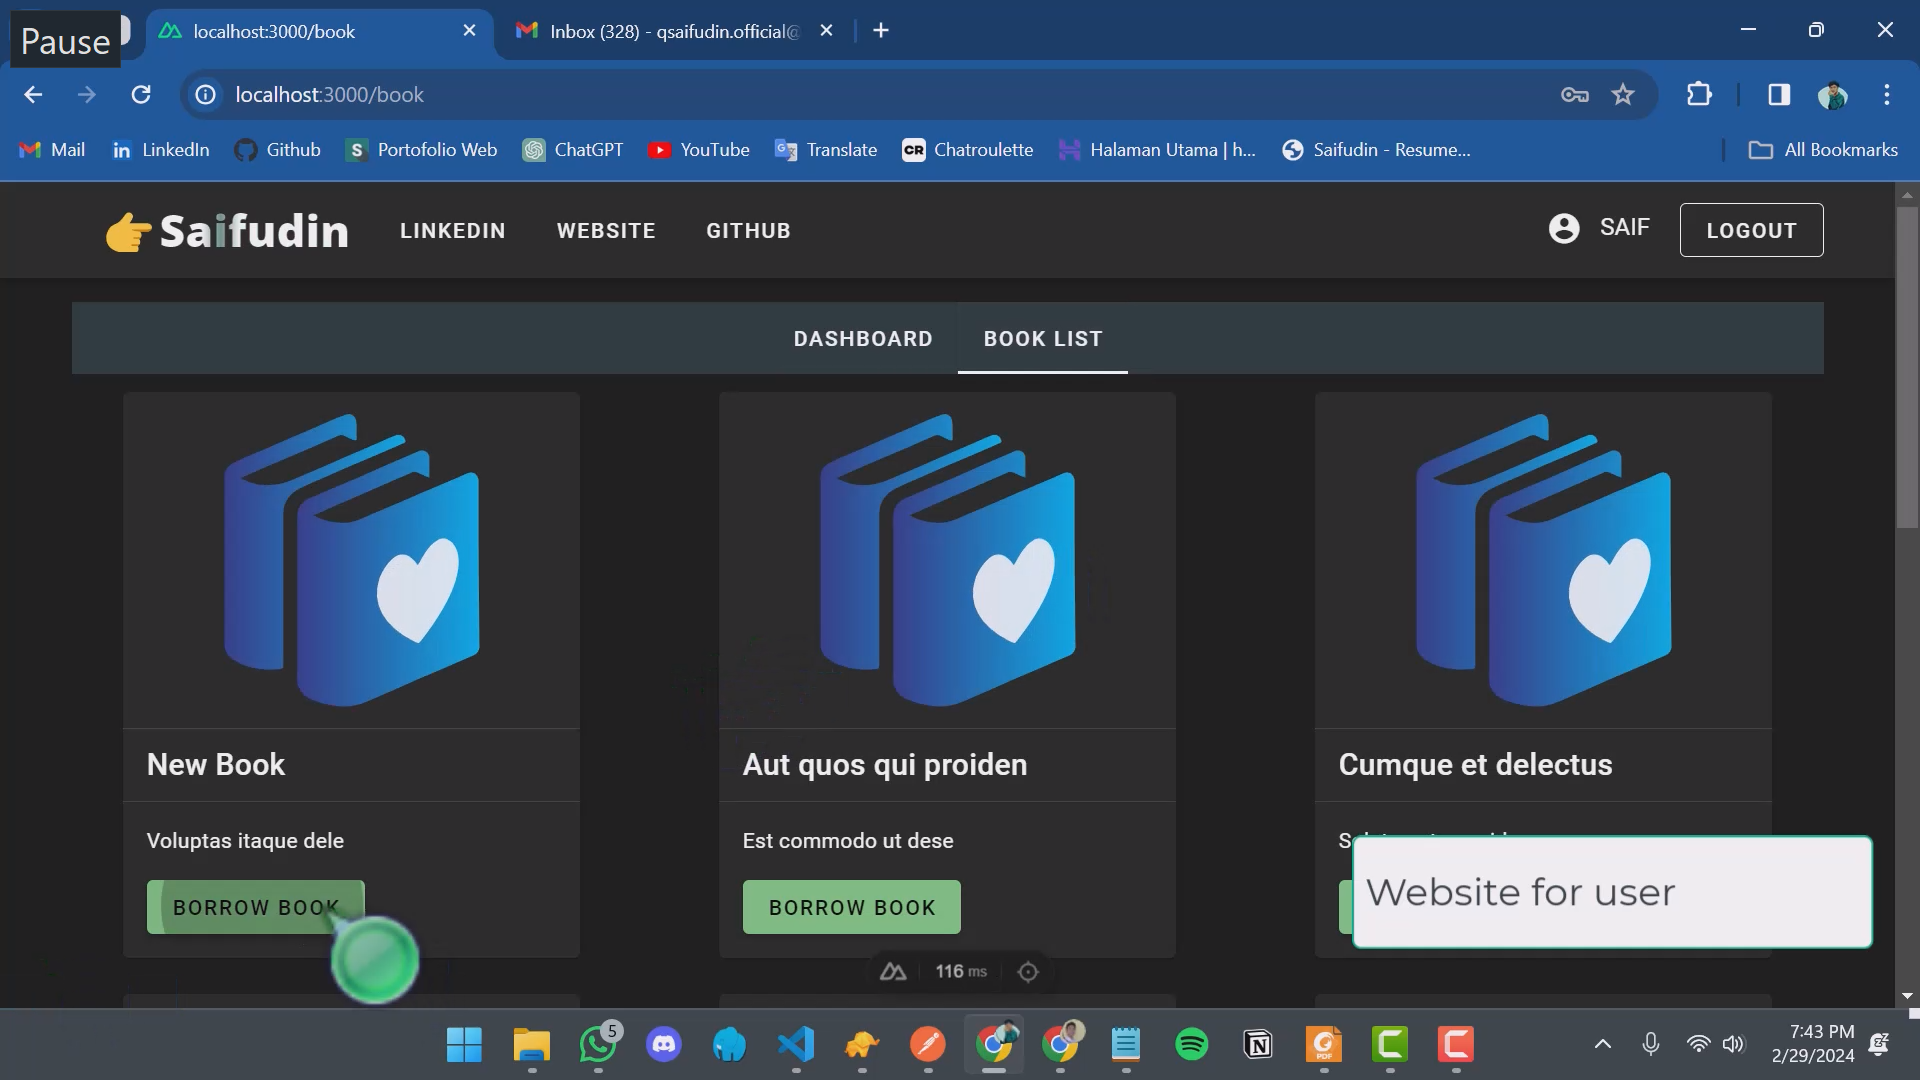 Pause
localhost:3000/book
Inbox (328) - qsaifudin.official@
localhost:3000/book
Mail
LinkedIn
Github
Portofolio Web
ChatGPT
YouTube
Translate
CR Chatroulette
Halaman Utama | h...
Saifudin - Resume...
All Bookmarks
Saifudin
LINKEDIN
WEBSITE
GITHUB
SAIF
LOGOUT
DASHBOARD
BOOK LIST
New Book
Aut quos qui proiden
Cumque et delectus
Voluptas itaque dele
Est commodo ut dese
BORROW BOOK
BORROW BOOK
Website for user
116 ms
5
PDF
7:43 PM
2/29/2024